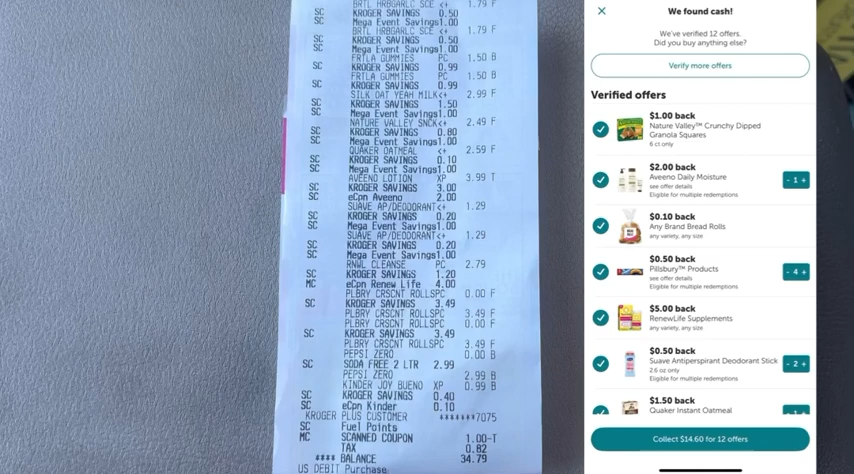 BRTL HRBGARLC SCE <+ 1.79 F
SC KROGER SAVINGS 0.50
SC Mega Event Savings1.00
BRTL HRBGARLC SCE <+ 1.79 F
SC KROGER SAVINGS 0.50
SC Mega Event Savings1.00
FRTLA GUMMIES PC 1.50 B
SC KROGER SAVINGS 0.99
FRTLA GUMMIES PC 1.50 B
SC KROGER SAVINGS 0.99
SILK OAT YEAH MILK<+ 2.99 F
SC KROGER SAVINGS 1.50
SC Mega Event Savings1.00
NATURE VALLEY SNCK<+ 2.49 F
SC KROGER SAVINGS 0.80
SC Mega Event Savings1.00
QUAKER OATMEAL <+ 2.59 F
SC KROGER SAVINGS 0.10
SC Mega Event Savings1.00
AVEENO LOTION XP 3.99 T
SC KROGER SAVINGS 3.00
SC eCpn Aveeno 2.00
SUAVE AP/DEODORANT<+ 1.29
SC KROGER SAVINGS 0.20
SC Mega Event Savings1.00
SUAVE AP/DEODORANT<+ 1.29
SC KROGER SAVINGS 0.20
SC Mega Event Savings1.00
RNWL CLEANSE PC 2.79
SC KROGER SAVINGS 1.20
MC eCpn Renew Life 4.00
PLBRY CRSCNT ROLLSPC 0.00 F
SC KROGER SAVINGS 3.49
PLBRY CRSCNT ROLLSPC 3.49 F
PLBRY CRSCNT ROLLSPC 0.00 F
SC KROGER SAVINGS 3.49
PLBRY CRSCNT ROLLSPC 3.49 F
PEPSI ZERO 0.00 B
SC SODA FREE 2 LTR 2.99
PEPSI ZERO 2.99 B
KINDER JOY BUENO XP 0.99 B
SC KROGER SAVINGS 0.40
SC eCpn Kinder 0.10
KROGER PLUS CUSTOMER *******7075
SC Fuel Points
MC SCANNED COUPON 1.00-T
TAX 0.82
**** BALANCE 34.79
US DEBIT Purchase
We found cash!
We've verified 12 offers.
Did you buy anything else?
Verify more offers
Verified offers
$1.00 back
Nature Valley™ Crunchy Dipped
Granola Squares
6 ct only
$2.00 back
Aveeno Daily Moisture
see offer details
Eligible for multiple redemptions
- 1 +
$0.10 back
Any Brand Bread Rolls
any variety, any size
$0.50 back
Pillsbury™ Products
see offer details
Eligible for multiple redemptions
- 4 +
$5.00 back
RenewLife Supplements
any variety, any size
$0.50 back
Suave Antiperspirant Deodorant Stick
2.6 oz only
Eligible for multiple redemptions
- 2 +
$1.50 back
Quaker Instant Oatmeal
Collect $14.60 for 12 offers